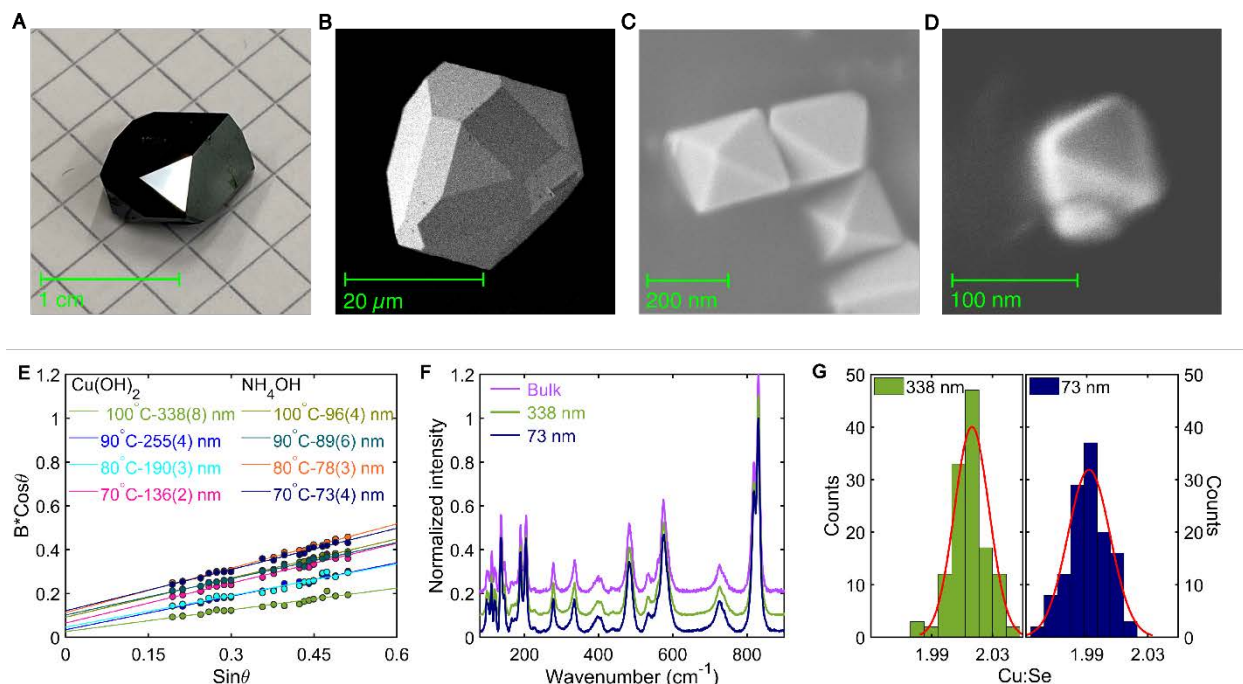 A
B
C
D
1 cm
20 μm
200 nm
100 nm
E
Cu(OH)₂
NH₄OH
100°C-338(8) nm
100°C-96(4) nm
90°C-255(4) nm
90°C-89(6) nm
80°C-190(3) nm
80°C-78(3) nm
70°C-136(2) nm
70°C-73(4) nm
1.2
1
0.8
0.6
0.4
0.2
0
B*Cosθ
0
0.15
0.3
0.45
0.6
Sinθ
F
Bulk
338 nm
73 nm
1.2
1
0.8
0.6
0.4
0.2
0
Normalized intensity
200
400
600
800
Wavenumber (cm⁻¹)
G
338 nm
73 nm
50
40
30
20
10
0
Counts
50
40
30
20
10
0
Counts
1.99
2.03
1.99
2.03
Cu:Se